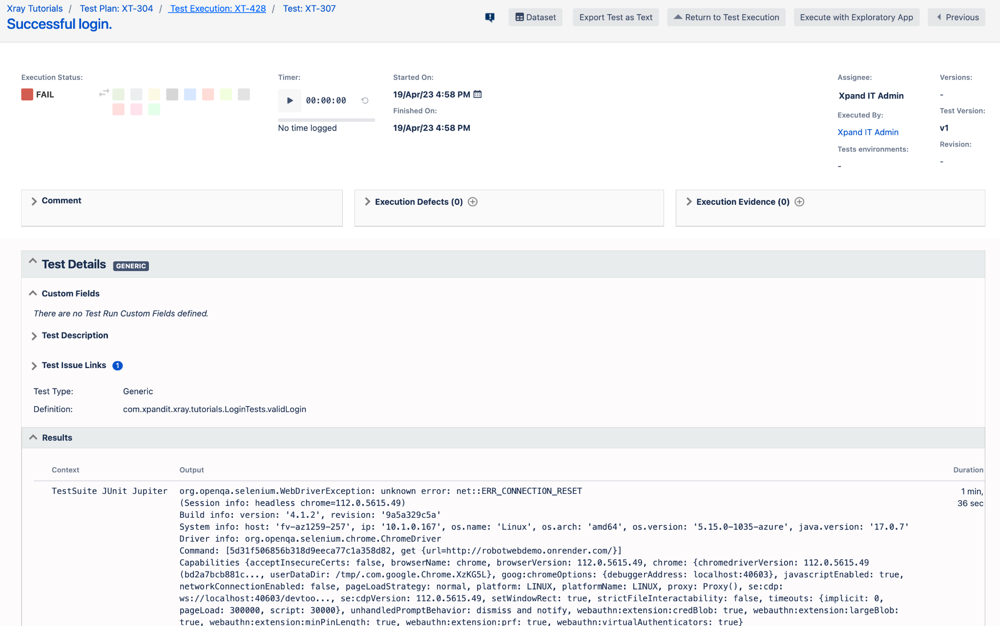 Xray Tutorials / Test Plan: XT-304 / Test Execution: XT-428 / Test: XT-307
Successful login.
Dataset
Export Test as Text
Return to Test Execution
Execute with Exploratory App
Previous
Execution Status:
FAIL
Timer:
00:00:00
No time logged
Started On:
19/Apr/23 4:58 PM
Finished On:
19/Apr/23 4:58 PM
Assignee:
Xpand IT Admin
Executed By:
Xpand IT Admin
Tests environments:
-
Versions:
-
Test Version:
v1
Revision:
-
Comment
Execution Defects (0)
Execution Evidence (0)
Test Details GENERIC
Custom Fields
There are no Test Run Custom Fields defined.
Test Description
Test Issue Links 1
Test Type: Generic
Definition: com.xpandit.xray.tutorials.LoginTests.validLogin
Results
Context Output Duration
TestSuite JUnit Jupiter
org.openqa.selenium.WebDriverException: unknown error: net::ERR_CONNECTION_RESET
(Session info: headless chrome=112.0.5615.49)
Build info: version: '4.1.2', revision: '9a5a329c5a'
System info: host: 'fv-az1259-257', ip: '10.1.0.167', os.name: 'Linux', os.arch: 'amd64', os.version: '5.15.0-1035-azure', java.version: '17.0.7'
Driver info: org.openqa.selenium.chrome.ChromeDriver
Command: [5d31f506856b318d9eeca77c1a358d82, get {url=http://robotwebdemo.onrender.com/}]
Capabilities {acceptInsecureCerts: false, browserName: chrome, browserVersion: 112.0.5615.49, chrome: {chromedriverVersion: 112.0.5615.49
(bd2a7bcb881c..., userDataDir: /tmp/.com.google.Chrome.XzKG5L}, goog:chromeOptions: {debuggerAddress: localhost:40603}, javascriptEnabled: true,
networkConnectionEnabled: false, pageLoadStrategy: normal, platform: LINUX, platformName: LINUX, proxy: Proxy(), se:cdp:
ws://localhost:40603/devtoo..., se:cdpVersion: 112.0.5615.49, setWindowRect: true, strictFileInteractability: false, timeouts: {implicit: 0,
pageLoad: 300000, script: 30000}, unhandledPromptBehavior: dismiss and notify, webauthn:extension:credBlob: true, webauthn:extension:largeBlob:
true, webauthn:extension:minPinLength: true, webauthn:extension:prf: true, webauthn:virtualAuthenticators: true}
1 min,
36 sec